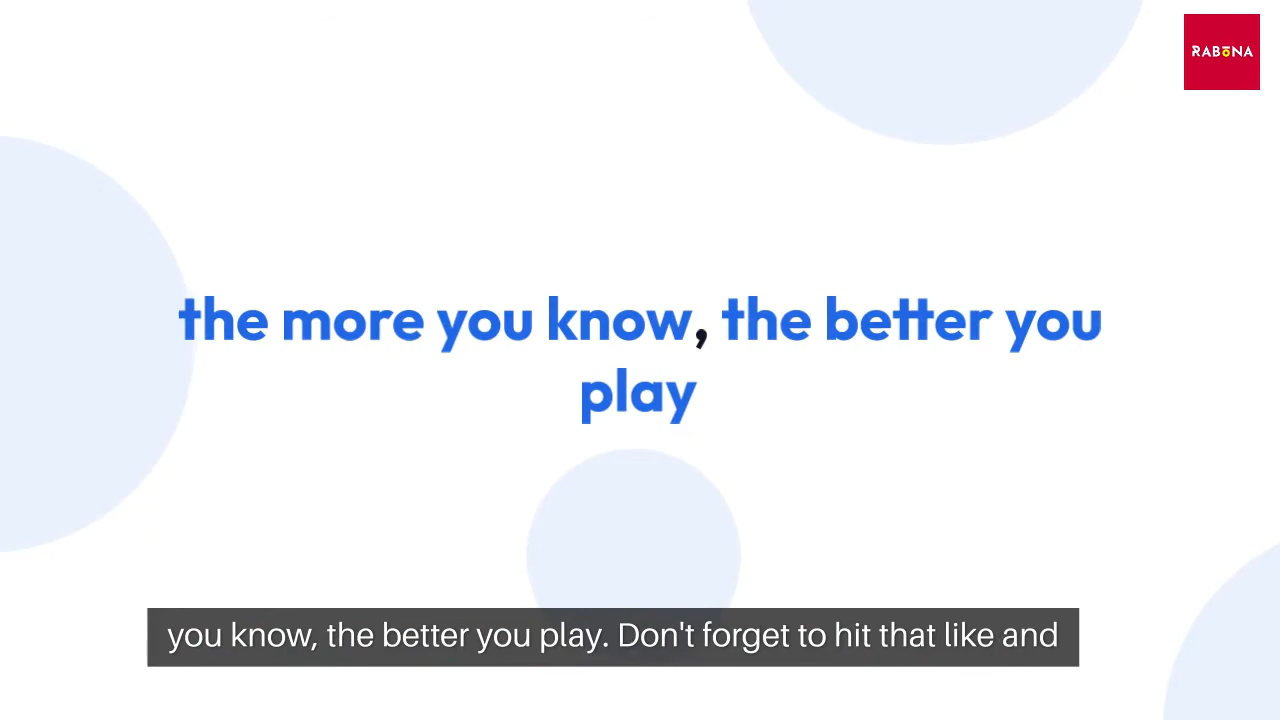 RABONA
the more you know, the better you
play
you know, the better you play. Don't forget to hit that like and